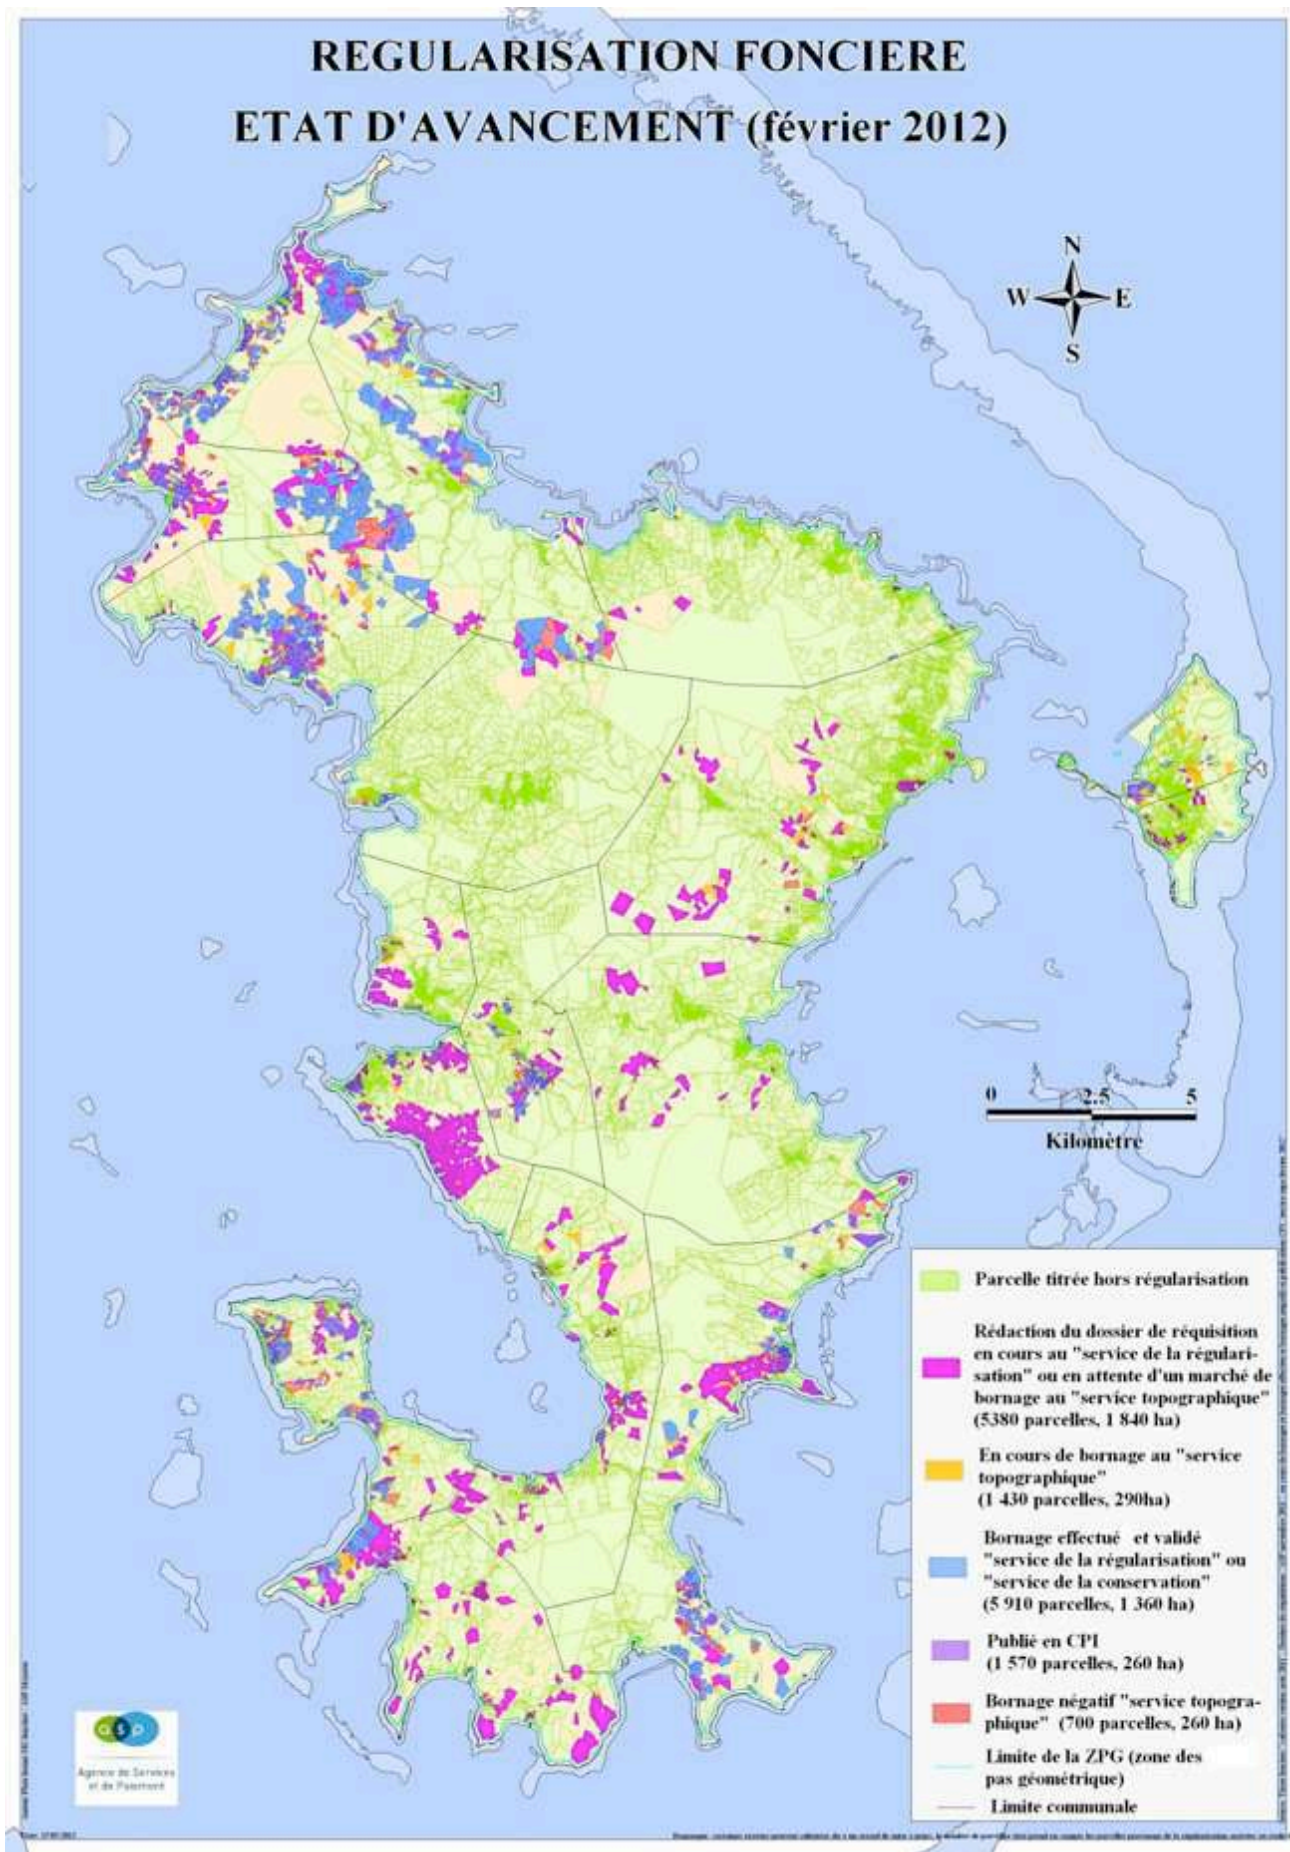 REGULARISATION FONCIERE
ETAT D'AVANCEMENT (février 2012)
N
W E
S
0 2.5 5
Kilomètre
Parcelle titrée hors régularisation
Rédaction du dossier de réquisition
en cours au "service de la régulari-
sation" ou en attente d'un marché de
bornage au "service topographique"
(5380 parcelles, 1 840 ha)
En cours de bornage au "service
topographique"
(1 430 parcelles, 290ha)
Bornage effectué et validé
"service de la régularisation" ou
"service de la conservation"
(5 910 parcelles, 1 360 ha)
Publié en CPI
(1 570 parcelles, 260 ha)
Bornage négatif "service topogra-
phique" (700 parcelles, 260 ha)
Limite de la ZPG (zone des
pas géométrique)
Limite communale
asp
Agence de Services
et de Paiement